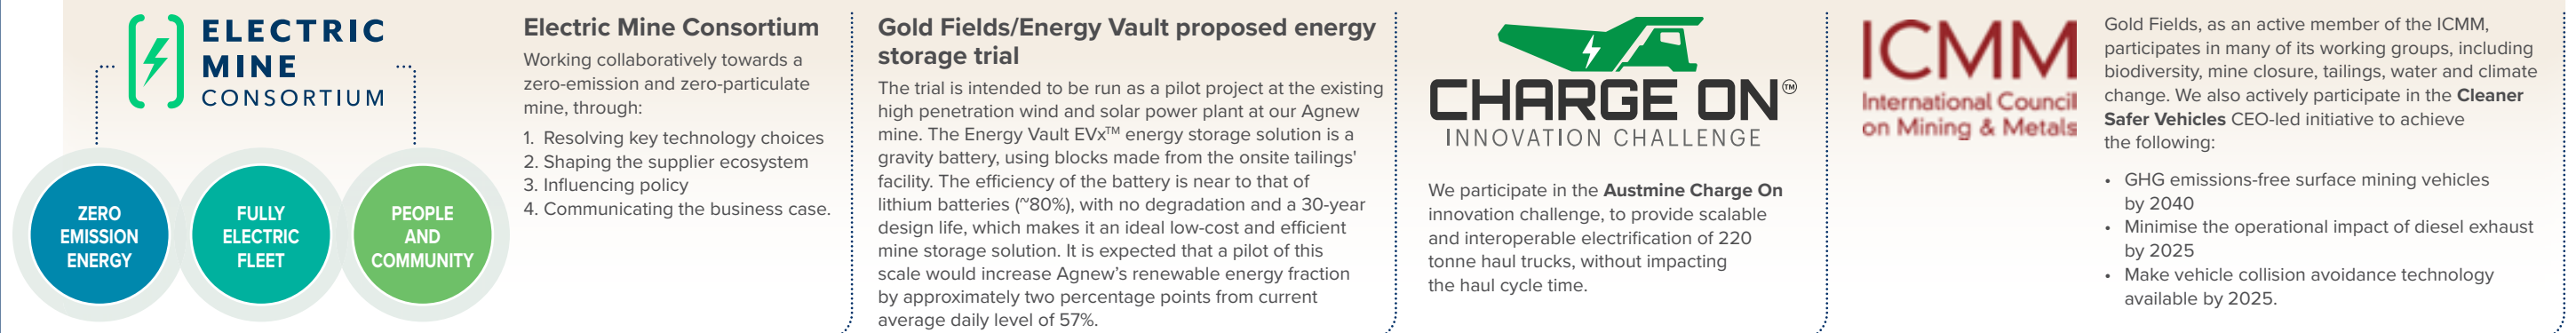 ELECTRIC
MINE
CONSORTIUM
ZERO
EMISSION
ENERGY
FULLY
ELECTRIC
FLEET
PEOPLE
AND
COMMUNITY
Electric Mine Consortium
Working collaboratively towards a
zero-emission and zero-particulate
mine, through:
1. Resolving key technology choices
2. Shaping the supplier ecosystem
3. Influencing policy
4. Communicating the business case.
Gold Fields/Energy Vault proposed energy
storage trial
The trial is intended to be run as a pilot project at the existing
high penetration wind and solar power plant at our Agnew
mine. The Energy Vault EVx™ energy storage solution is a
gravity battery, using blocks made from the onsite tailings'
facility. The efficiency of the battery is near to that of
lithium batteries (~80%), with no degradation and a 30-year
design life, which makes it an ideal low-cost and efficient
mine storage solution. It is expected that a pilot of this
scale would increase Agnew's renewable energy fraction
by approximately two percentage points from current
average daily level of 57%.
CHARGE ON™
INNOVATION CHALLENGE
We participate in the Austmine Charge On
innovation challenge, to provide scalable
and interoperable electrification of 220
tonne haul trucks, without impacting
the haul cycle time.
ICMM
International Council
on Mining & Metals
Gold Fields, as an active member of the ICMM,
participates in many of its working groups, including
biodiversity, mine closure, tailings, water and climate
change. We also actively participate in the Cleaner
Safer Vehicles CEO-led initiative to achieve
the following:
• GHG emissions-free surface mining vehicles
by 2040
• Minimise the operational impact of diesel exhaust
by 2025
• Make vehicle collision avoidance technology
available by 2025.